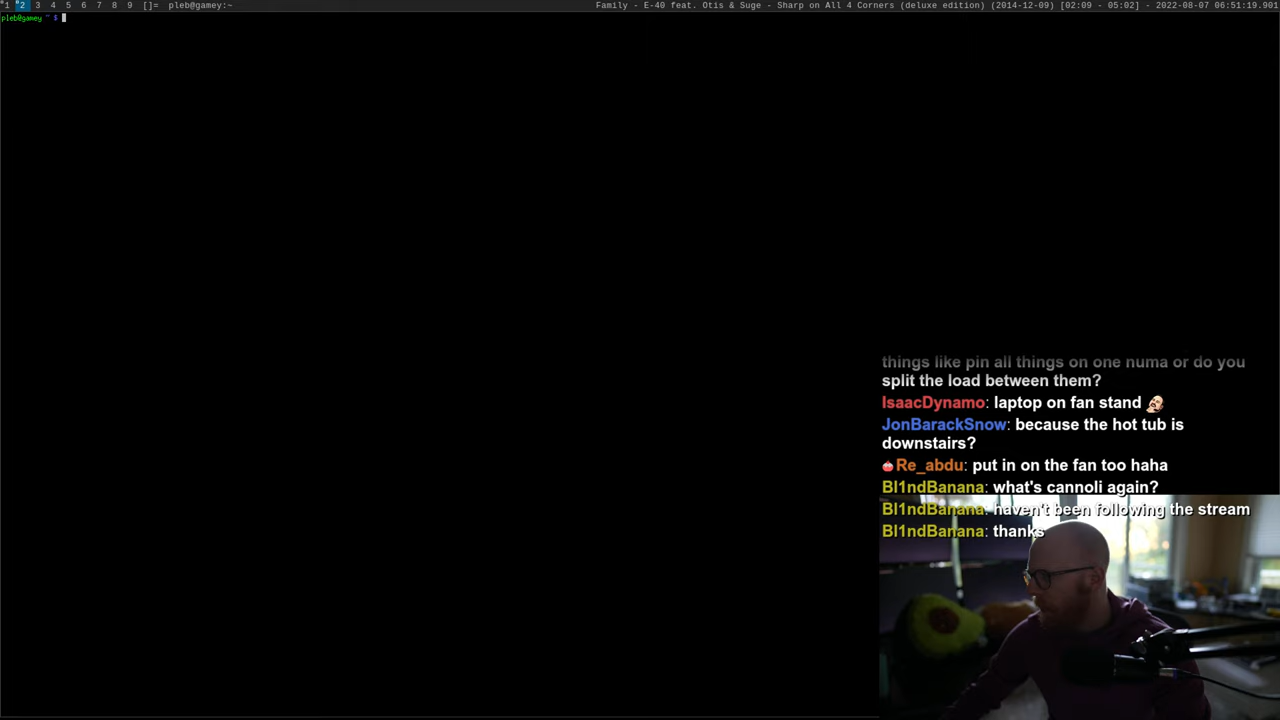 1 2 3 4 5 6 7 8 9 []= pleb@gamey:~ Family - E-40 feat. Otis & Suge - Sharp on All 4 Corners (deluxe edition) (2014-12-09) [02:09 - 05:02] - 2022-08-07 06:51:19.901
pleb@gamey ~ $
things like pin all things on one numa or do you
split the load between them?
IsaacDynamo: laptop on fan stand
JonBarackSnow: because the hot tub is
downstairs?
Re_abdu: put in on the fan too haha
Bl1ndBanana: what's cannoli again?
Bl1ndBanana: haven't been following the stream
Bl1ndBanana: thanks